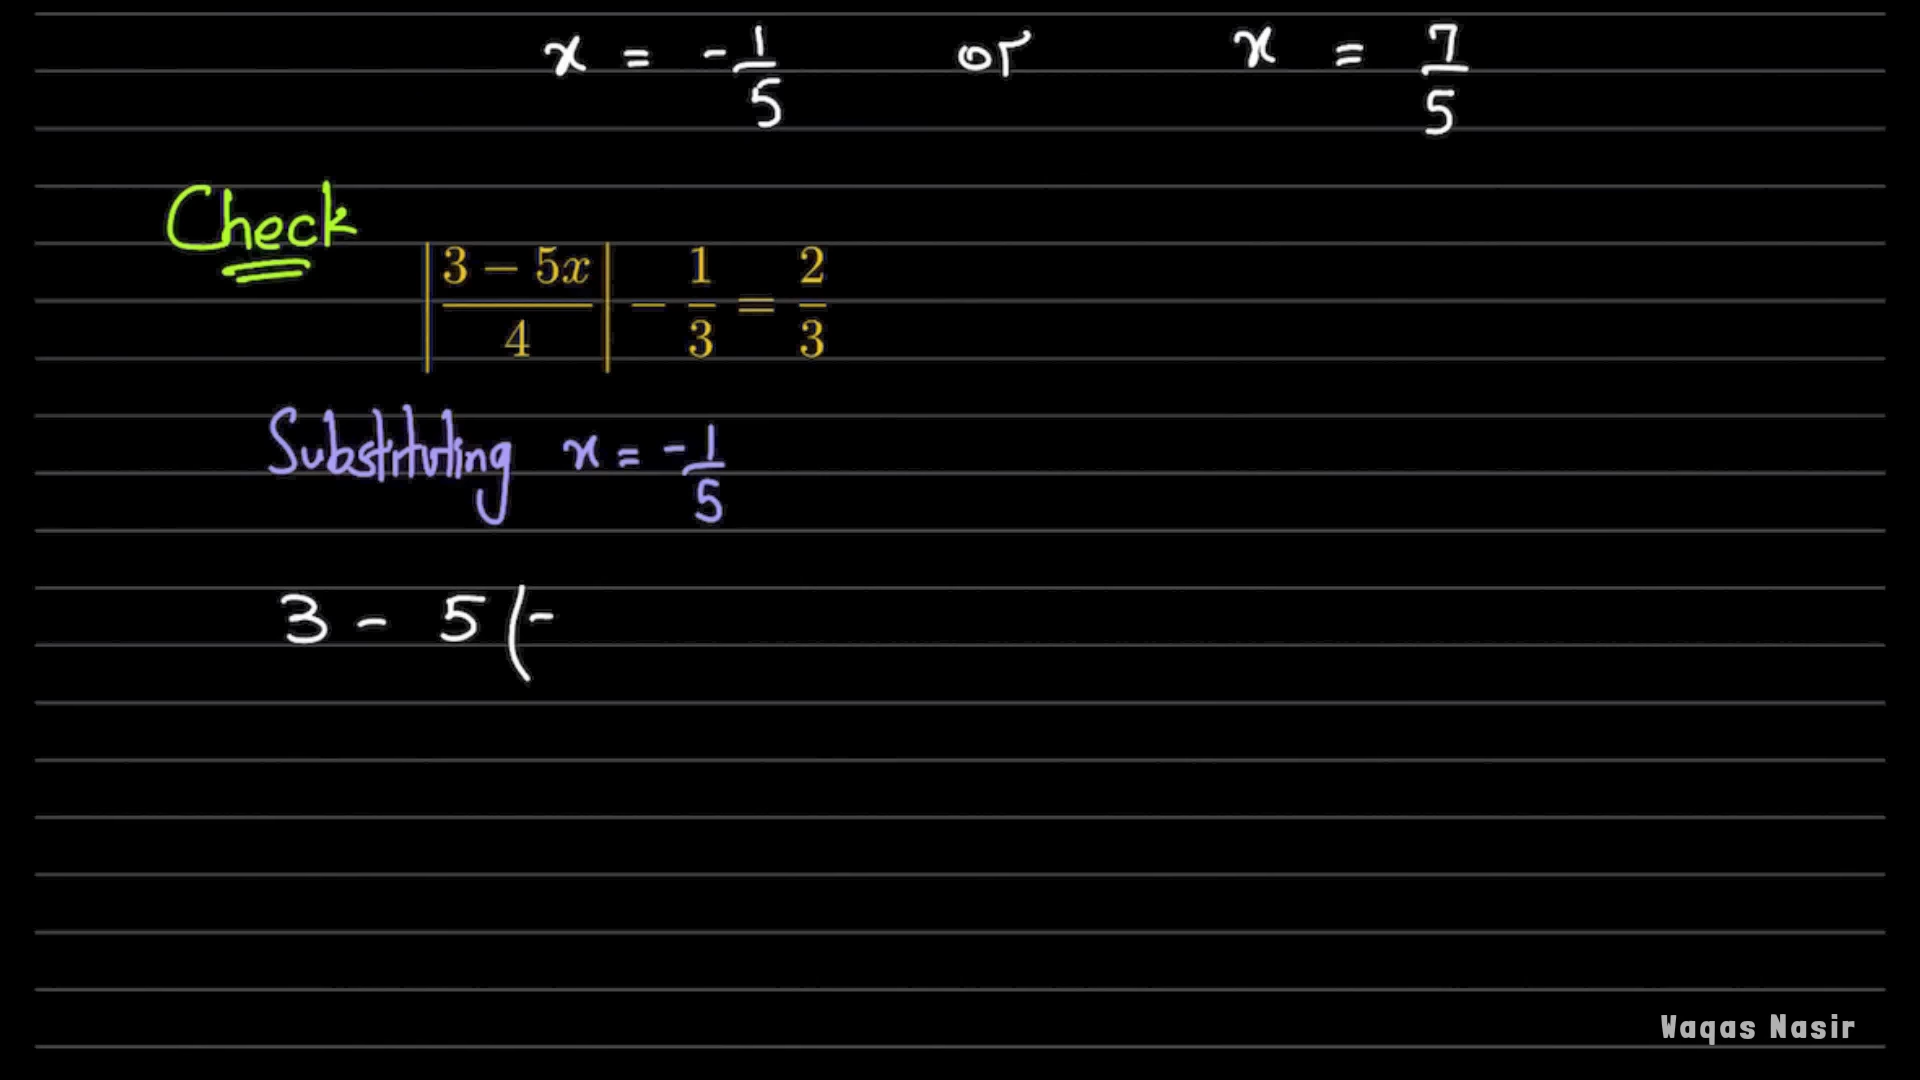 x = -1/5 or x = 7/5
Check
|3 − 5x / 4| − 1/3 = 2/3
Substituting x = -1/5
3 - 5(-
Waqas Nasir